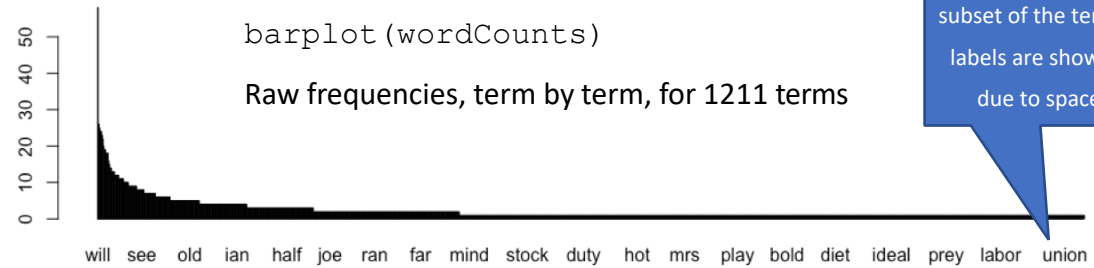 subset of the
labels are
due to space
barplot(wordCounts)
Raw frequencies, term by term, for 1211 terms
50
40
30
20
10
0
will see old ian half joe ran far mind stock duty hot mrs play bold diet ideal prey labor union